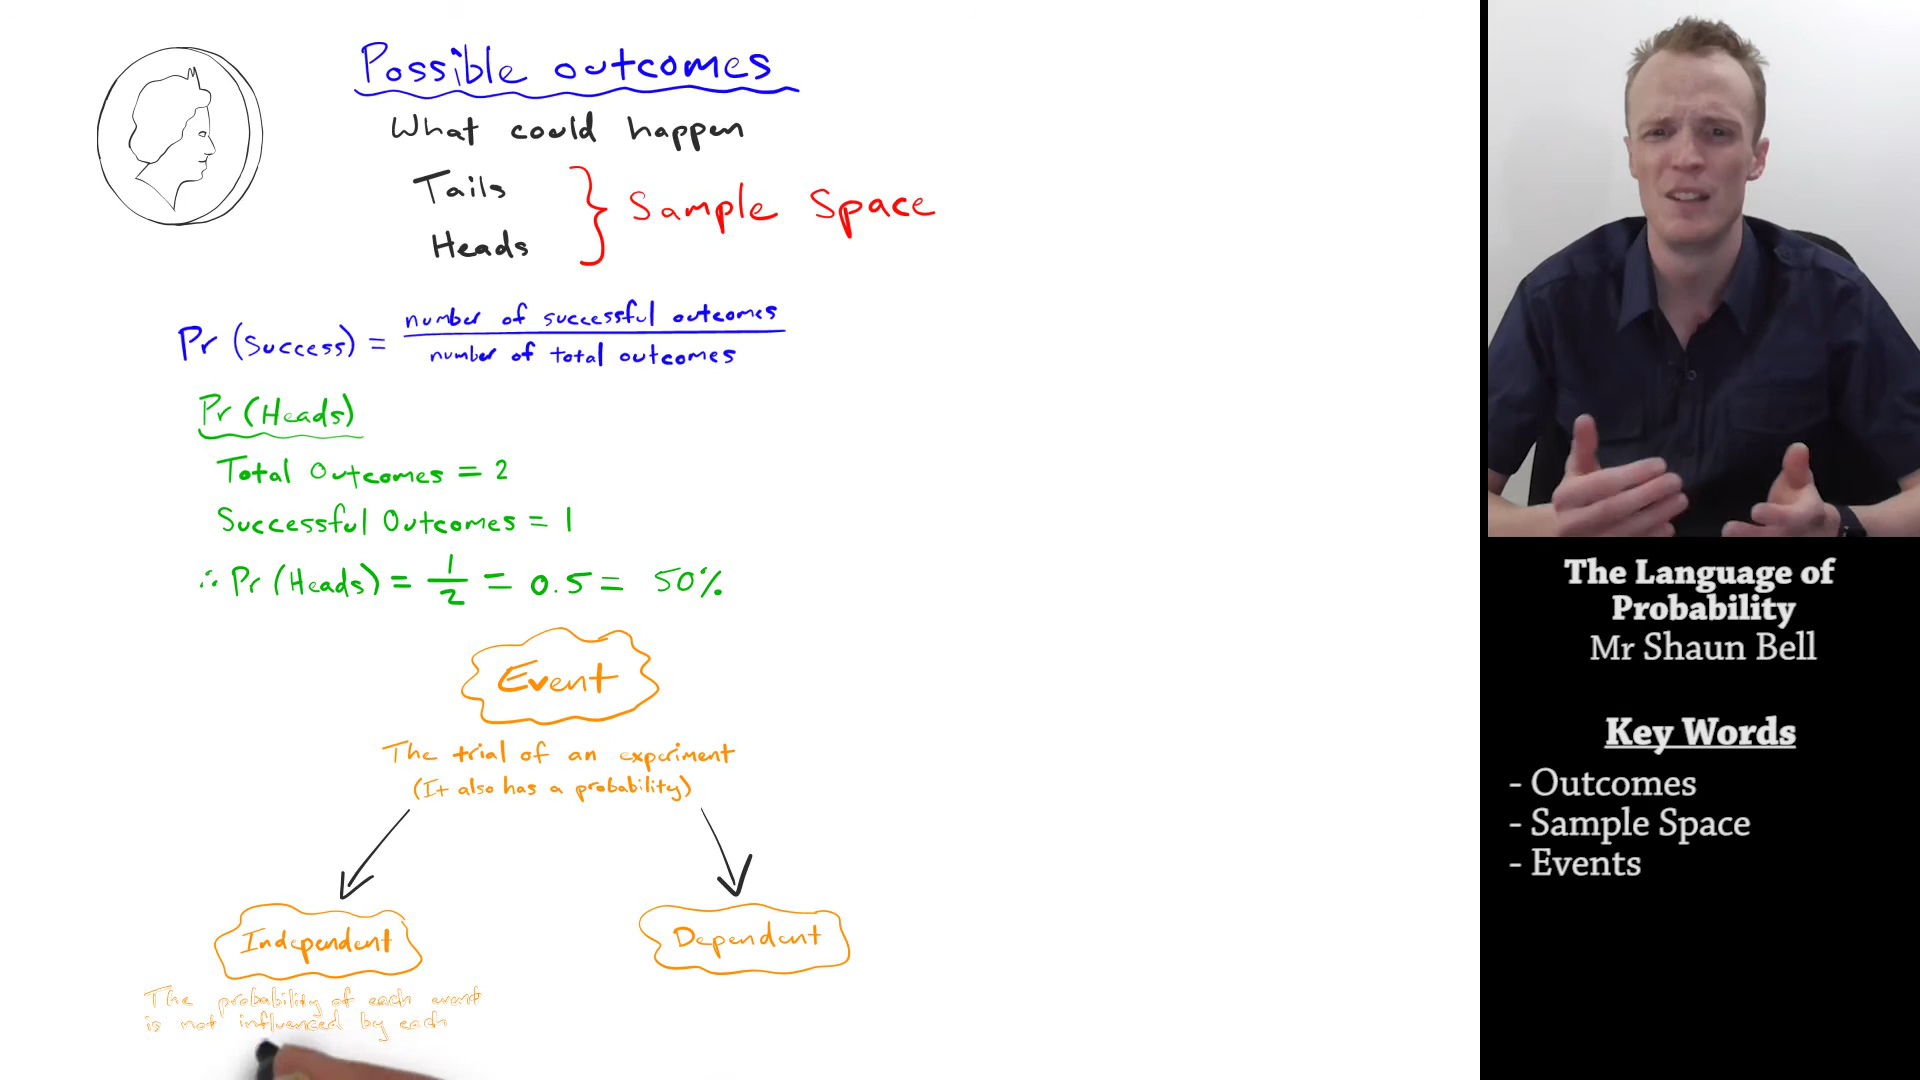 Possible outcomes
What could happen
Tails
Heads
Sample Space
Pr (Success) = number of successful outcomes
number of total outcomes
Pr (Heads)
Total Outcomes = 2
Successful Outcomes = 1
∴ Pr (Heads) = 1/2 = 0.5 = 50%
Event
The trial of an experiment
(It also has a probability)
Independent
Dependent
The probability of each event
is not influenced by each
The Language of
Probability
Mr Shaun Bell
Key Words
- Outcomes
- Sample Space
- Events